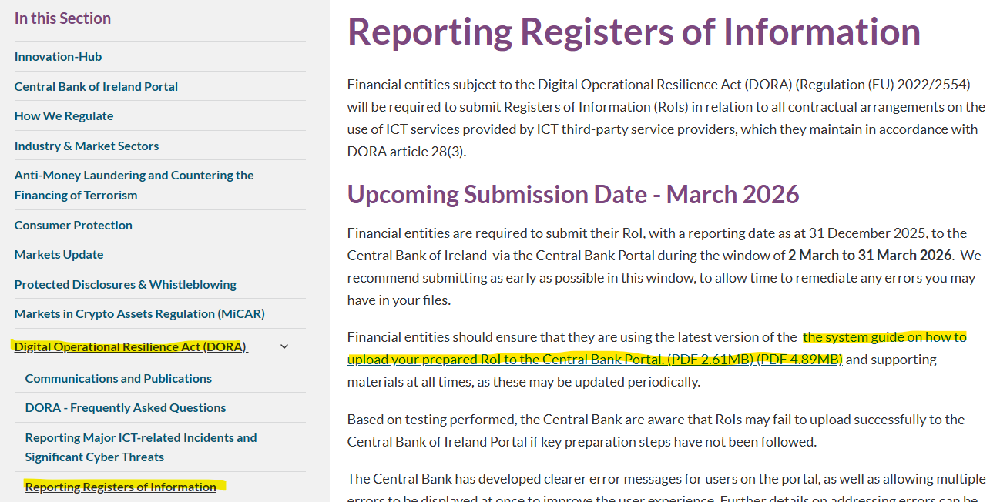 In this Section
Innovation-Hub
Central Bank of Ireland Portal
How We Regulate
Industry & Market Sectors
Anti-Money Laundering and Countering the
Financing of Terrorism
Consumer Protection
Markets Update
Protected Disclosures & Whistleblowing
Markets in Crypto Assets Regulation (MiCAR)
Digital Operational Resilience Act (DORA)
Communications and Publications
DORA - Frequently Asked Questions
Reporting Major ICT-related Incidents and
Significant Cyber Threats
Reporting Registers of Information
Reporting Registers of Information
Financial entities subject to the Digital Operational Resilience Act (DORA) (Regulation (EU) 2022/2554)
will be required to submit Registers of Information (RoIs) in relation to all contractual arrangements on the
use of ICT services provided by ICT third-party service providers, which they maintain in accordance with
DORA article 28(3).
Upcoming Submission Date - March 2026
Financial entities are required to submit their RoI, with a reporting date as at 31 December 2025, to the
Central Bank of Ireland via the Central Bank Portal during the window of 2 March to 31 March 2026. We
recommend submitting as early as possible in this window, to allow time to remediate any errors you may
have in your files.
Financial entities should ensure that they are using the latest version of the the system guide on how to
upload your prepared RoI to the Central Bank Portal. (PDF 2.61MB) (PDF 4.89MB) and supporting
materials at all times, as these may be updated periodically.
Based on testing performed, the Central Bank are aware that RoIs may fail to upload successfully to the
Central Bank of Ireland Portal if key preparation steps have not been followed.
The Central Bank has developed clearer error messages for users on the portal, as well as allowing multiple
errors to be displayed at once to improve the user experience. Further details on addressing errors can be